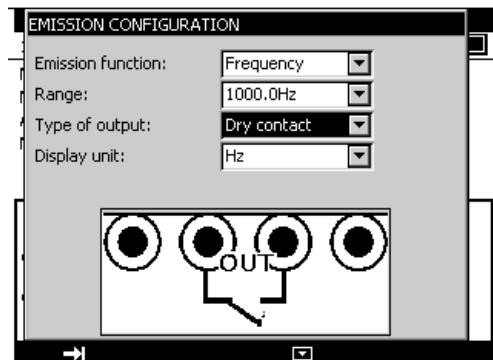 EMISSION CONFIGURATION
Emission function: Frequency
Range: 1000.0Hz
Type of output: Dry contact
Display unit: Hz
OUT